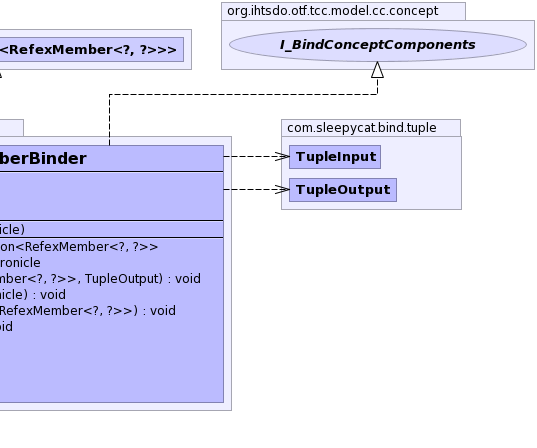 org.ihtsdo.otf.tcc.model.cc.concept
<RefexMember<?, ?>>>
I_BindConceptComponents
com.sleepycat.bind.tuple
berBinder
TupleInput
TupleOutput
icle)
on<RefexMember<?, ?>>
ronicle
mber<?, ?>>, TupleOutput) : void
nicle) : void
RefexMember<?, ?>>) : void
oid